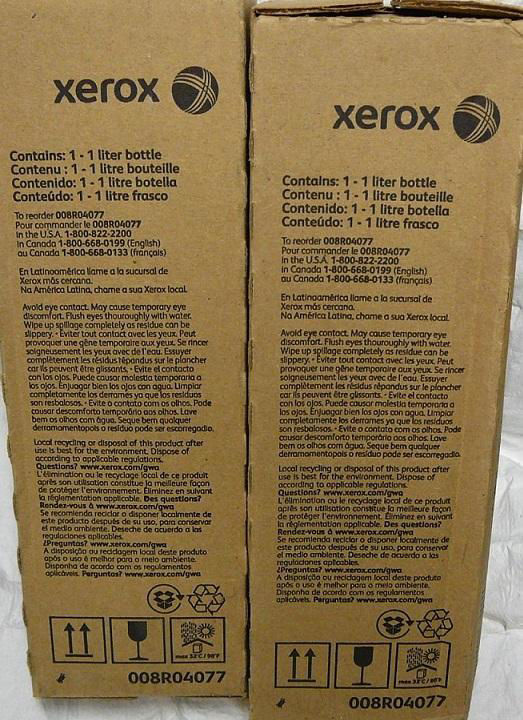 xerox
Contains: 1 - 1 liter bottle
Contenu : 1 - 1 litre bouteille
Contenido: 1 - 1 litre botella
Conteúdo: 1 - 1 litre frasco
To reorder 008R04077
Pour commander le 008R04077
in the U.S.A. 1-800-822-2200
in Canada 1-800-668-0199 (English)
au Canada 1-800-668-0133 (français)
En Latinoamérica llame a la sucursal de
Xerox más cercana.
Na América Latina, chame a sua Xerox local.
Avoid eye contact. May cause temporary eye
discomfort. Flush eyes thouroughly with water.
Wipe up spillage completely as residue can be
slippery. • Éviter tout contact avec les yeux. Peut
provoquer une gêne temporaire aux yeux. Se rincer
soigneusement les yeux avec de l'eau. Essuyer
complètement les résidus répandus sur le plancher
car ils peuvent être glissants. • Evite el contacto
con los ojos. Puede causar molestia temporaria a
los ojos. Enjuagar bien los ojos con agua. Limpiar
completamente los derrames ya que los residuos
son resbalosos. • Evite o contato com os olhos. Pode
causar desconforto temporário aos olhos. Lave
bem os olhos com água. Seque bem qualquer
derramamentopois o resíduo pode ser escorregadio.
Local recycling or disposal of this product after
use is best for the environment. Dispose of
according to applicable regulations.
Questions? www.xerox.com/gwa
L'élimination ou le recyclage local de ce produit
après son utilisation constitue la meilleure façon
de protéger l'environnement. Éliminez en suivant
la réglementation applicable. Des questions?
Rendez-vous à www.xerox.com/gwa
Se recomienda reciclar o disponer localmente de
este producto después de su uso, para conservar
el medio ambiente. Deseche de acuerdo a las
regulaciones aplicables.
¿Preguntas? www.xerox.com/gwa
A disposição ou reciclagem local deste produto
após o uso é melhor para o meio ambiente.
Disponha de acordo com os regulamentos
aplicáveis. Perguntas? www.xerox.com/gwa
max 32°C / 90°F
008R04077
xerox
Contains: 1 - 1 liter bottle
Contenu : 1 - 1 litre bouteille
Contenido: 1 - 1 litre botella
Conteúdo: 1 - 1 litre frasco
To reorder 008R04077
Pour commander le 008R04077
in the U.S.A. 1-800-822-2200
in Canada 1-800-668-0199 (English)
au Canada 1-800-668-0133 (français)
En Latinoamérica llame a la sucursal de
Xerox más cercana.
Na América Latina, chame a sua Xerox local.
Avoid eye contact. May cause temporary eye
discomfort. Flush eyes thouroughly with water.
Wipe up spillage completely as residue can be
slippery. • Éviter tout contact avec les yeux. Peut
provoquer une gêne temporaire aux yeux. Se rincer
soigneusement les yeux avec de l'eau. Essuyer
complètement les résidus répandus sur le plancher
car ils peuvent être glissants. • Evite el contacto
con los ojos. Puede causar molestia temporaria a
los ojos. Enjuagar bien los ojos con agua. Limpiar
completamente los derrames ya que los residuos
son resbalosos. • Evite o contato com os olhos. Pode
causar desconforto temporário aos olhos. Lave
bem os olhos com água. Seque bem qualquer
derramamentopois o resíduo pode ser escorregadio.
Local recycling or disposal of this product after
use is best for the environment. Dispose of
according to applicable regulations.
Questions? www.xerox.com/gwa
L'élimination ou le recyclage local de ce produit
après son utilisation constitue la meilleure façon
de protéger l'environnement. Éliminez en suivant
la réglementation applicable. Des questions?
Rendez-vous à www.xerox.com/gwa
Se recomienda reciclar o disponer localmente de
este producto después de su uso, para conservar
el medio ambiente. Deseche de acuerdo a las
regulaciones aplicables.
¿Preguntas? www.xerox.com/gwa
A disposição ou reciclagem local deste produto
após o uso é melhor para o meio ambiente.
Disponha de acordo com os regulamentos
aplicáveis. Perguntas? www.xerox.com/gwa
max 32°C / 90°F
008R04077